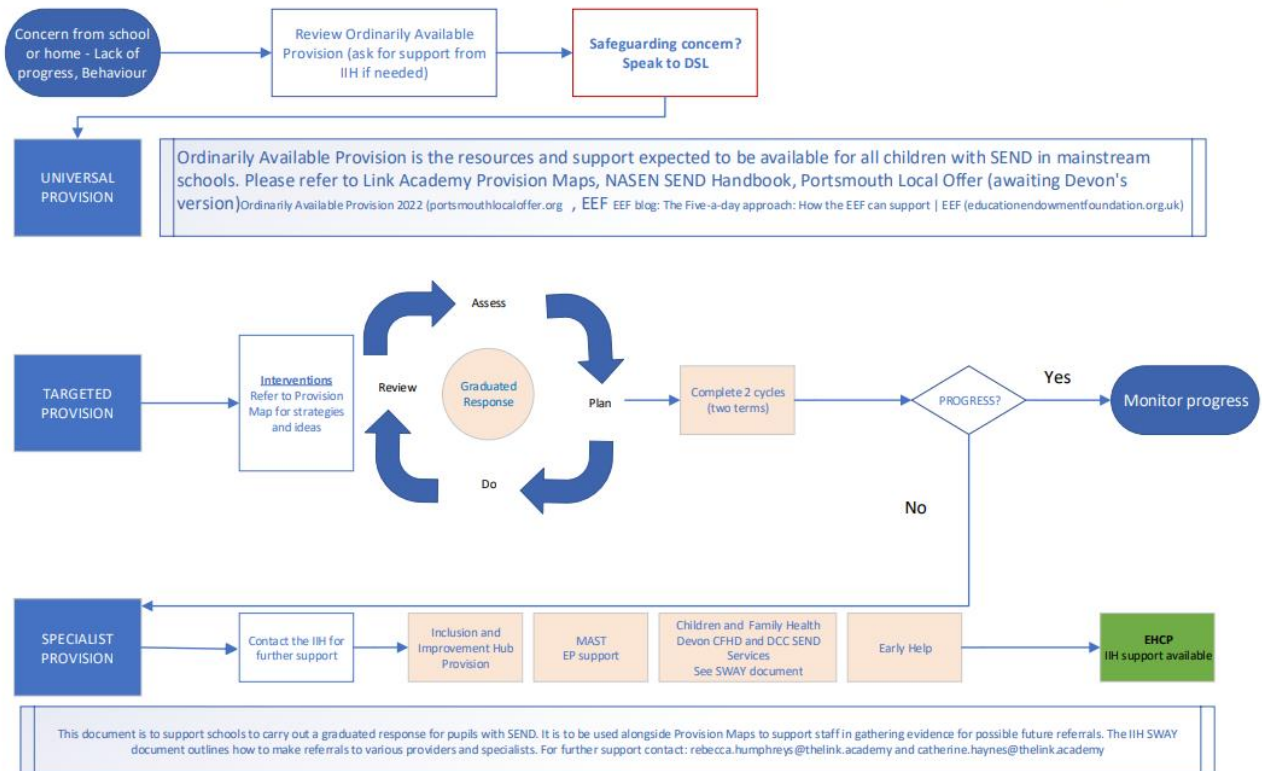 Concern from school
or home - Lack of
progress, Behaviour
Review Ordinarily Available
Provision (ask for support from
IIH if needed)
Safeguarding concern?
Speak to DSL
UNIVERSAL
PROVISION
Ordinarily Available Provision is the resources and support expected to be available for all children with SEND in mainstream
schools. Please refer to Link Academy Provision Maps, NASEN SEND Handbook, Portsmouth Local Offer (awaiting Devon's
version)Ordinarily Available Provision 2022 (portsmouthlocaloffer.org , EEF EEF blog: The Five-a-day approach: How the EEF can support | EEF (educationendowmentfoundation.org.uk)
TARGETED
PROVISION
Interventions
Refer to Provision
Map for strategies
and ideas
Assess
Review
Graduated
Response
Plan
Do
Complete 2 cycles
(two terms)
PROGRESS?
Yes
Monitor progress
No
SPECIALIST
PROVISION
Contact the IIH for
further support
Inclusion and
Improvement Hub
Provision
MAST
EP support
Children and Family Health
Devon CFHD and DCC SEND
Services
See SWAY document
Early Help
EHCP
IIH support available
This document is to support schools to carry out a graduated response for pupils with SEND. It is to be used alongside Provision Maps to support staff in gathering evidence for possible future referrals. The IIH SWAY
document outlines how to make referrals to various providers and specialists. For further support contact: rebecca.humphreys@thelink.academy and catherine.haynes@thelink.academy